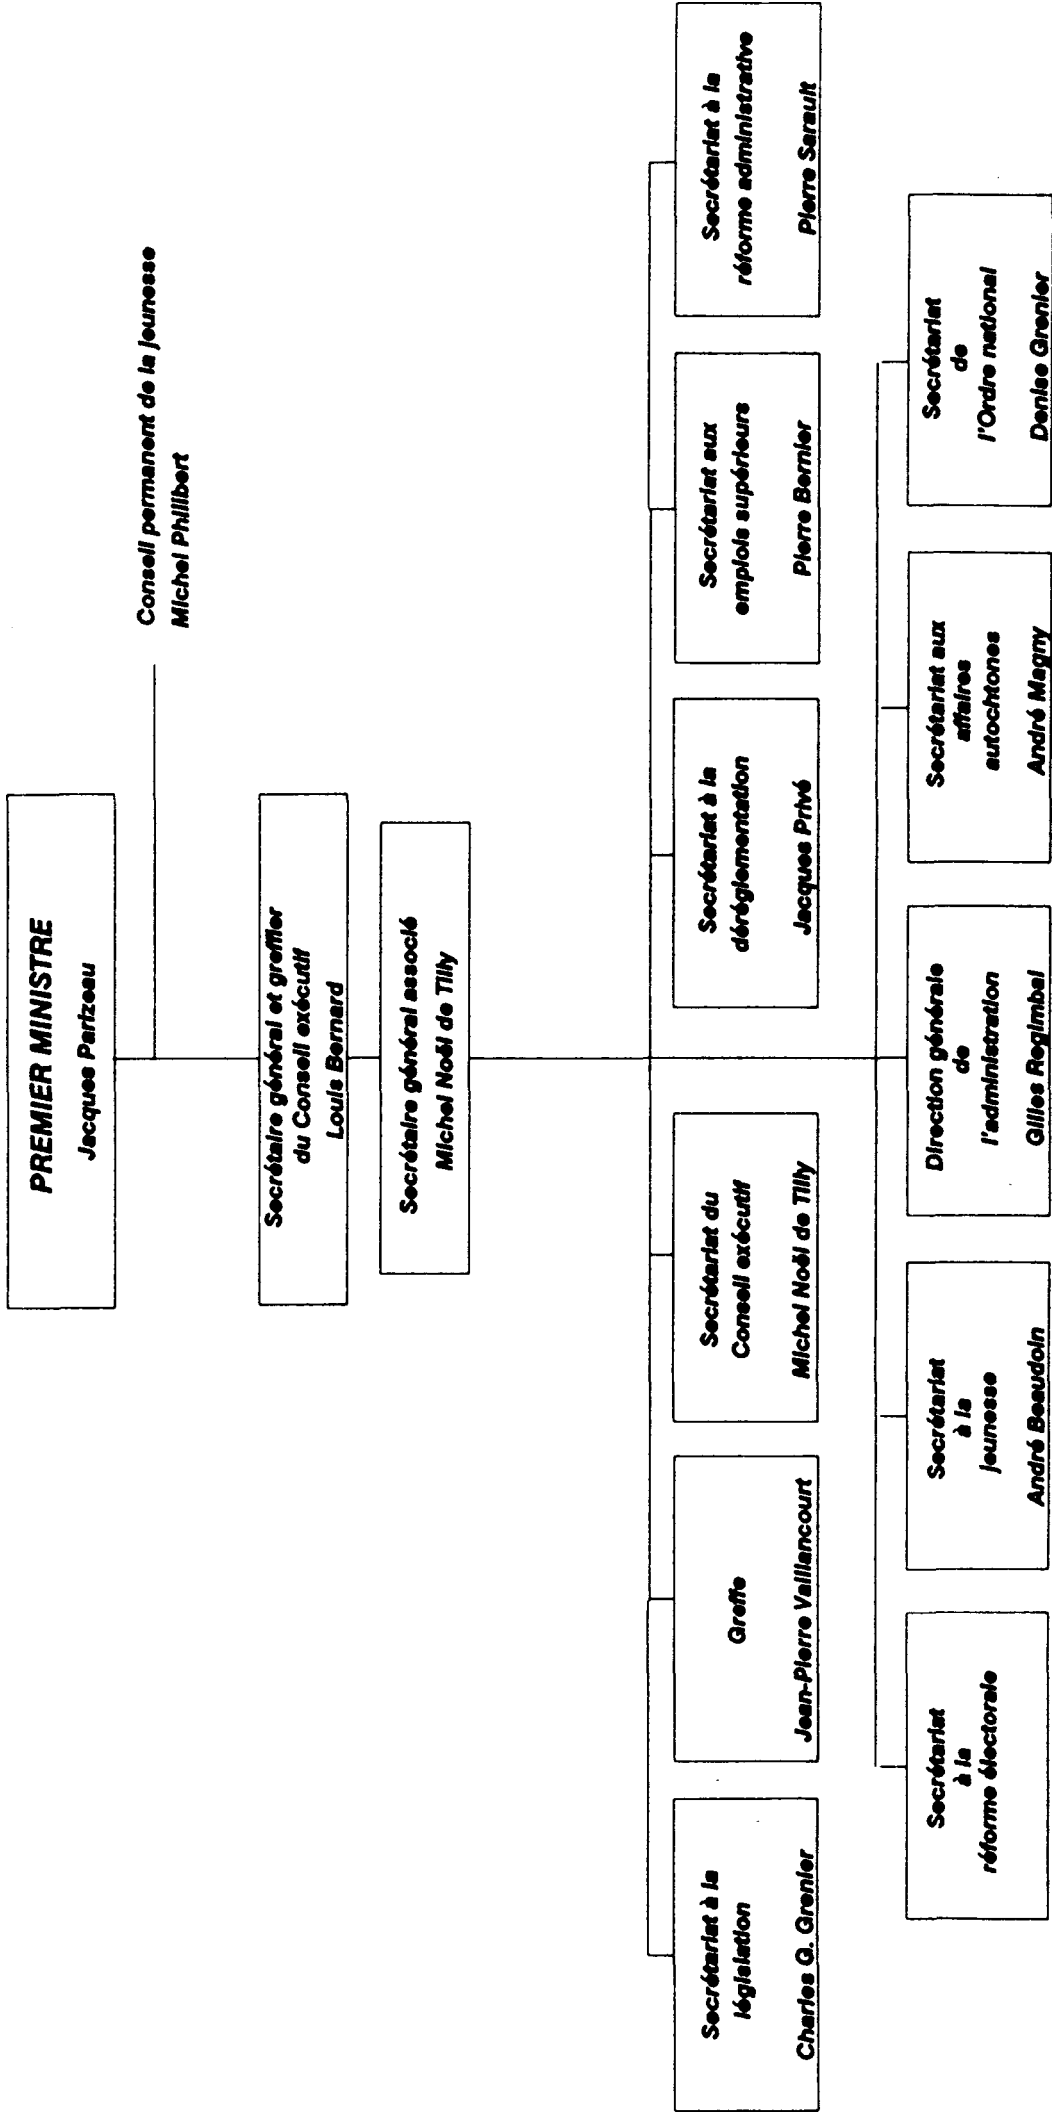 PREMIER MINISTRE
Jacques Parizeau
Conseil permanent de la jeunesse
Michel Philibert
Secrétaire général et greffier
du Conseil exécutif
Louis Bernard
Secrétaire général associé
Michel Noël de Tilly
Secrétariat à la
législation
Charles G. Grenier
Greffe
Jean-Pierre Vaillancourt
Secrétariat du
Conseil exécutif
Michel Noël de Tilly
Secrétariat à la
déréglementation
Jacques Privé
Secrétariat aux
emplois supérieurs
Pierre Bernier
Secrétariat à la
réforme administrative
Pierre Sarault
Secrétariat
à la
réforme électorale
Secrétariat
à la
jeunesse
André Beaudoin
Direction générale
de
l'administration
Gilles Regimbal
Secrétariat aux
affaires
autochtones
André Magny
Secrétariat
de
l'Ordre national
Denise Grenier